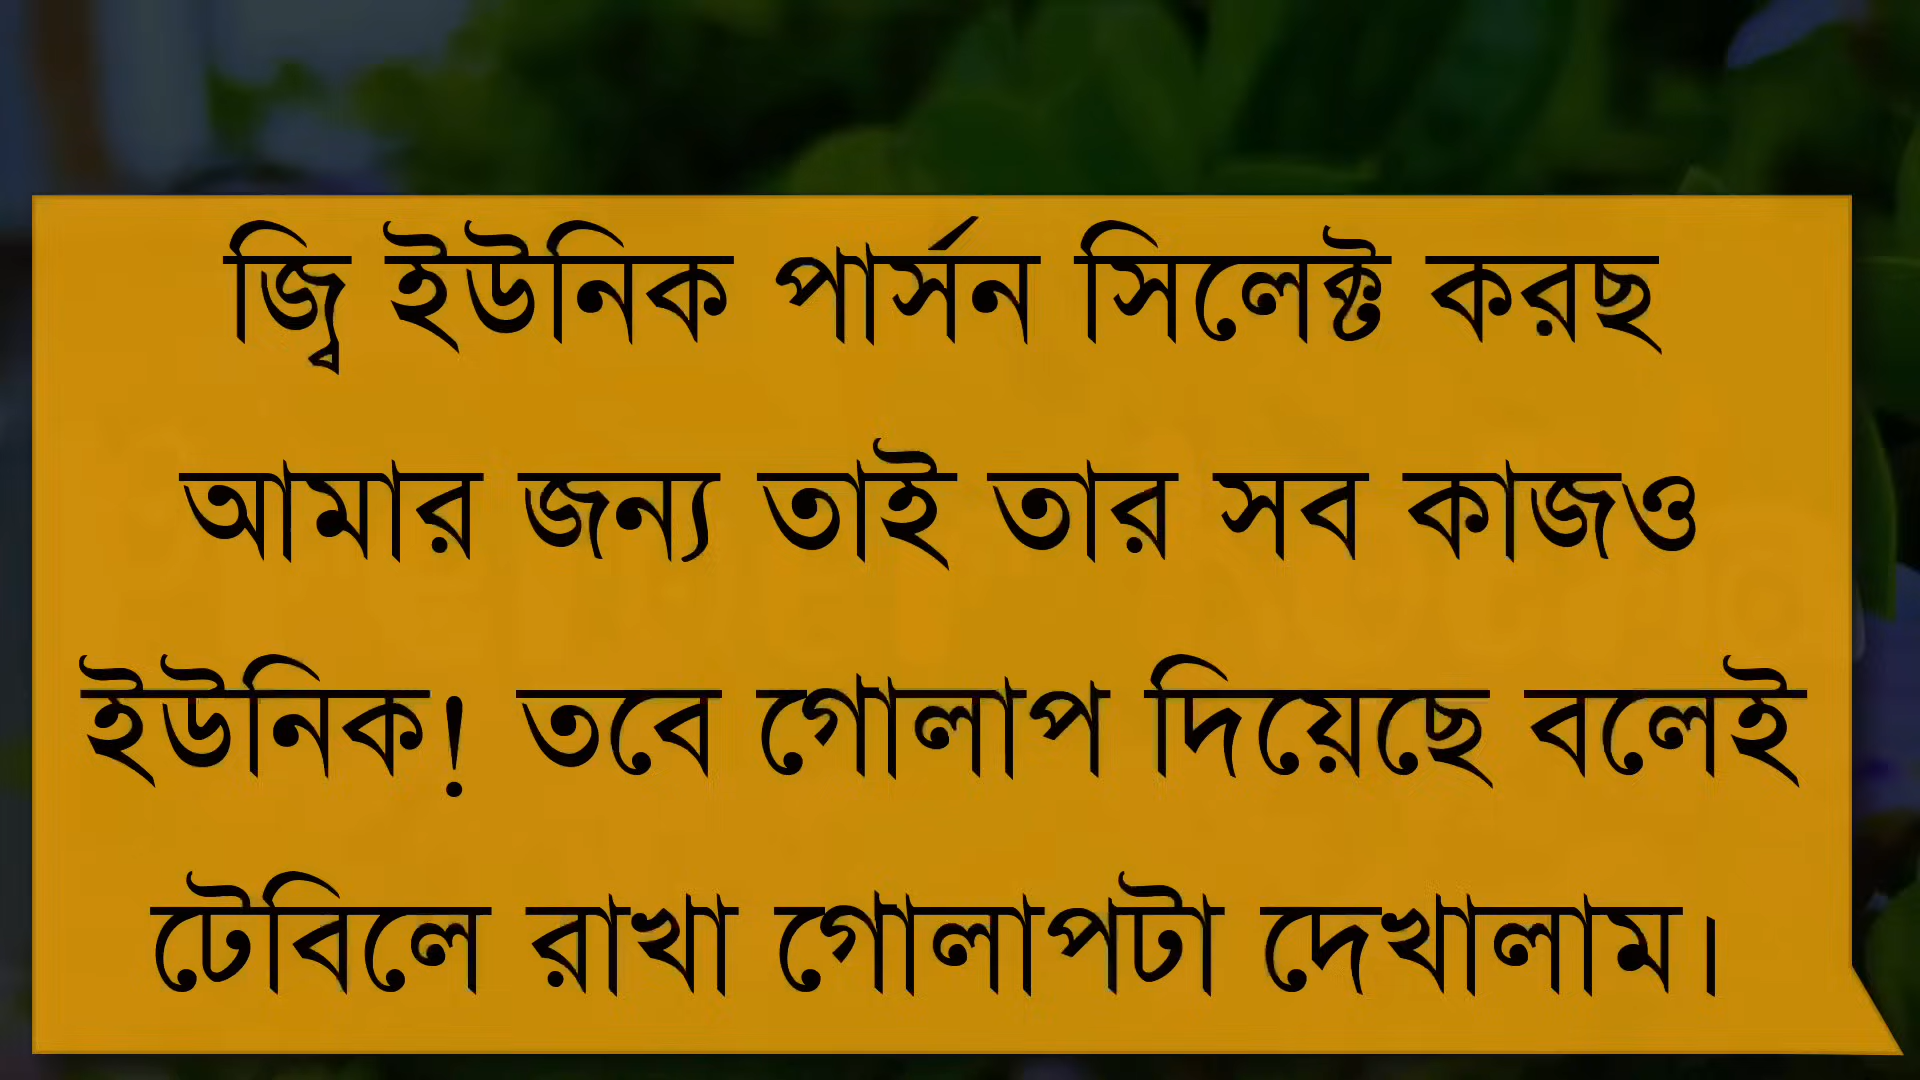 জ্বি ইউনিক পার্সন সিলেক্ট করছ
আমার জন্য তাই তার সব কাজও
ইউনিক! তবে গোলাপ দিয়েছে বলেই
টেবিলে রাখা গোলাপটা দেখালাম।